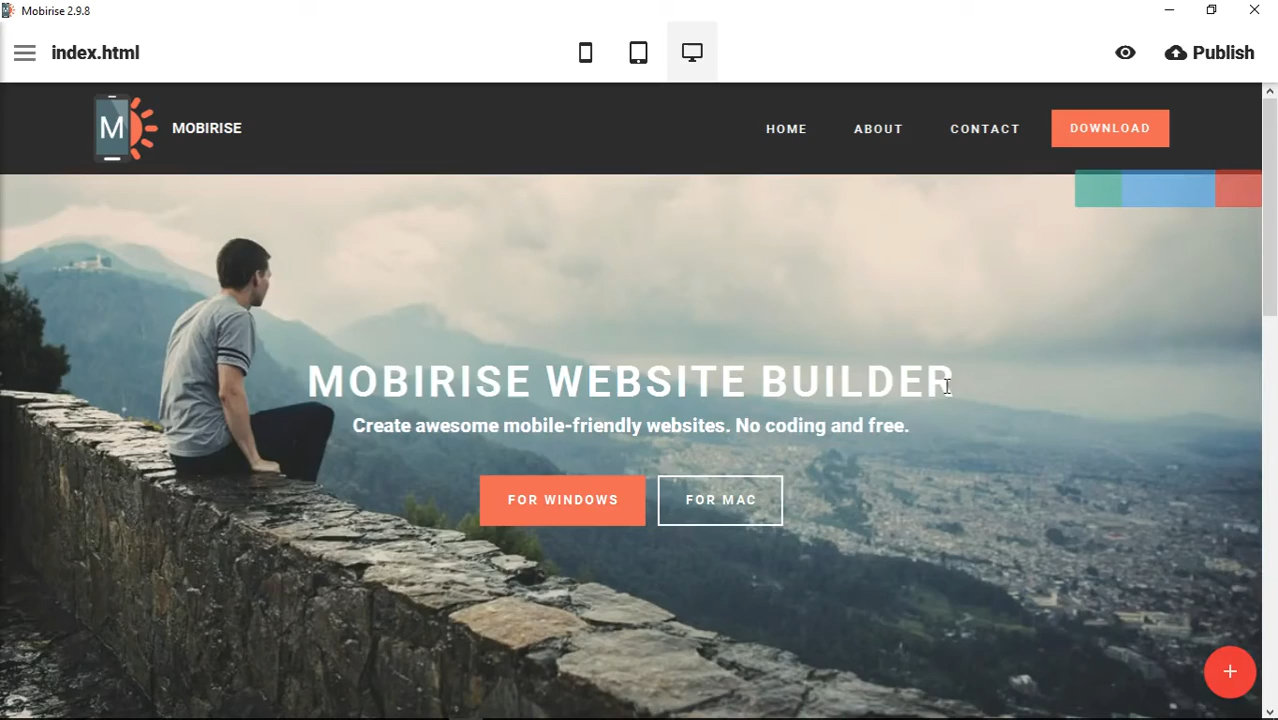 Mobirise 2.9.8
index.html
Publish
M
MOBIRISE
HOME
ABOUT
CONTACT
DOWNLOAD
MOBIRISE WEBSITE BUILDER
Create awesome mobile-friendly websites. No coding and free.
FOR WINDOWS
FOR MAC